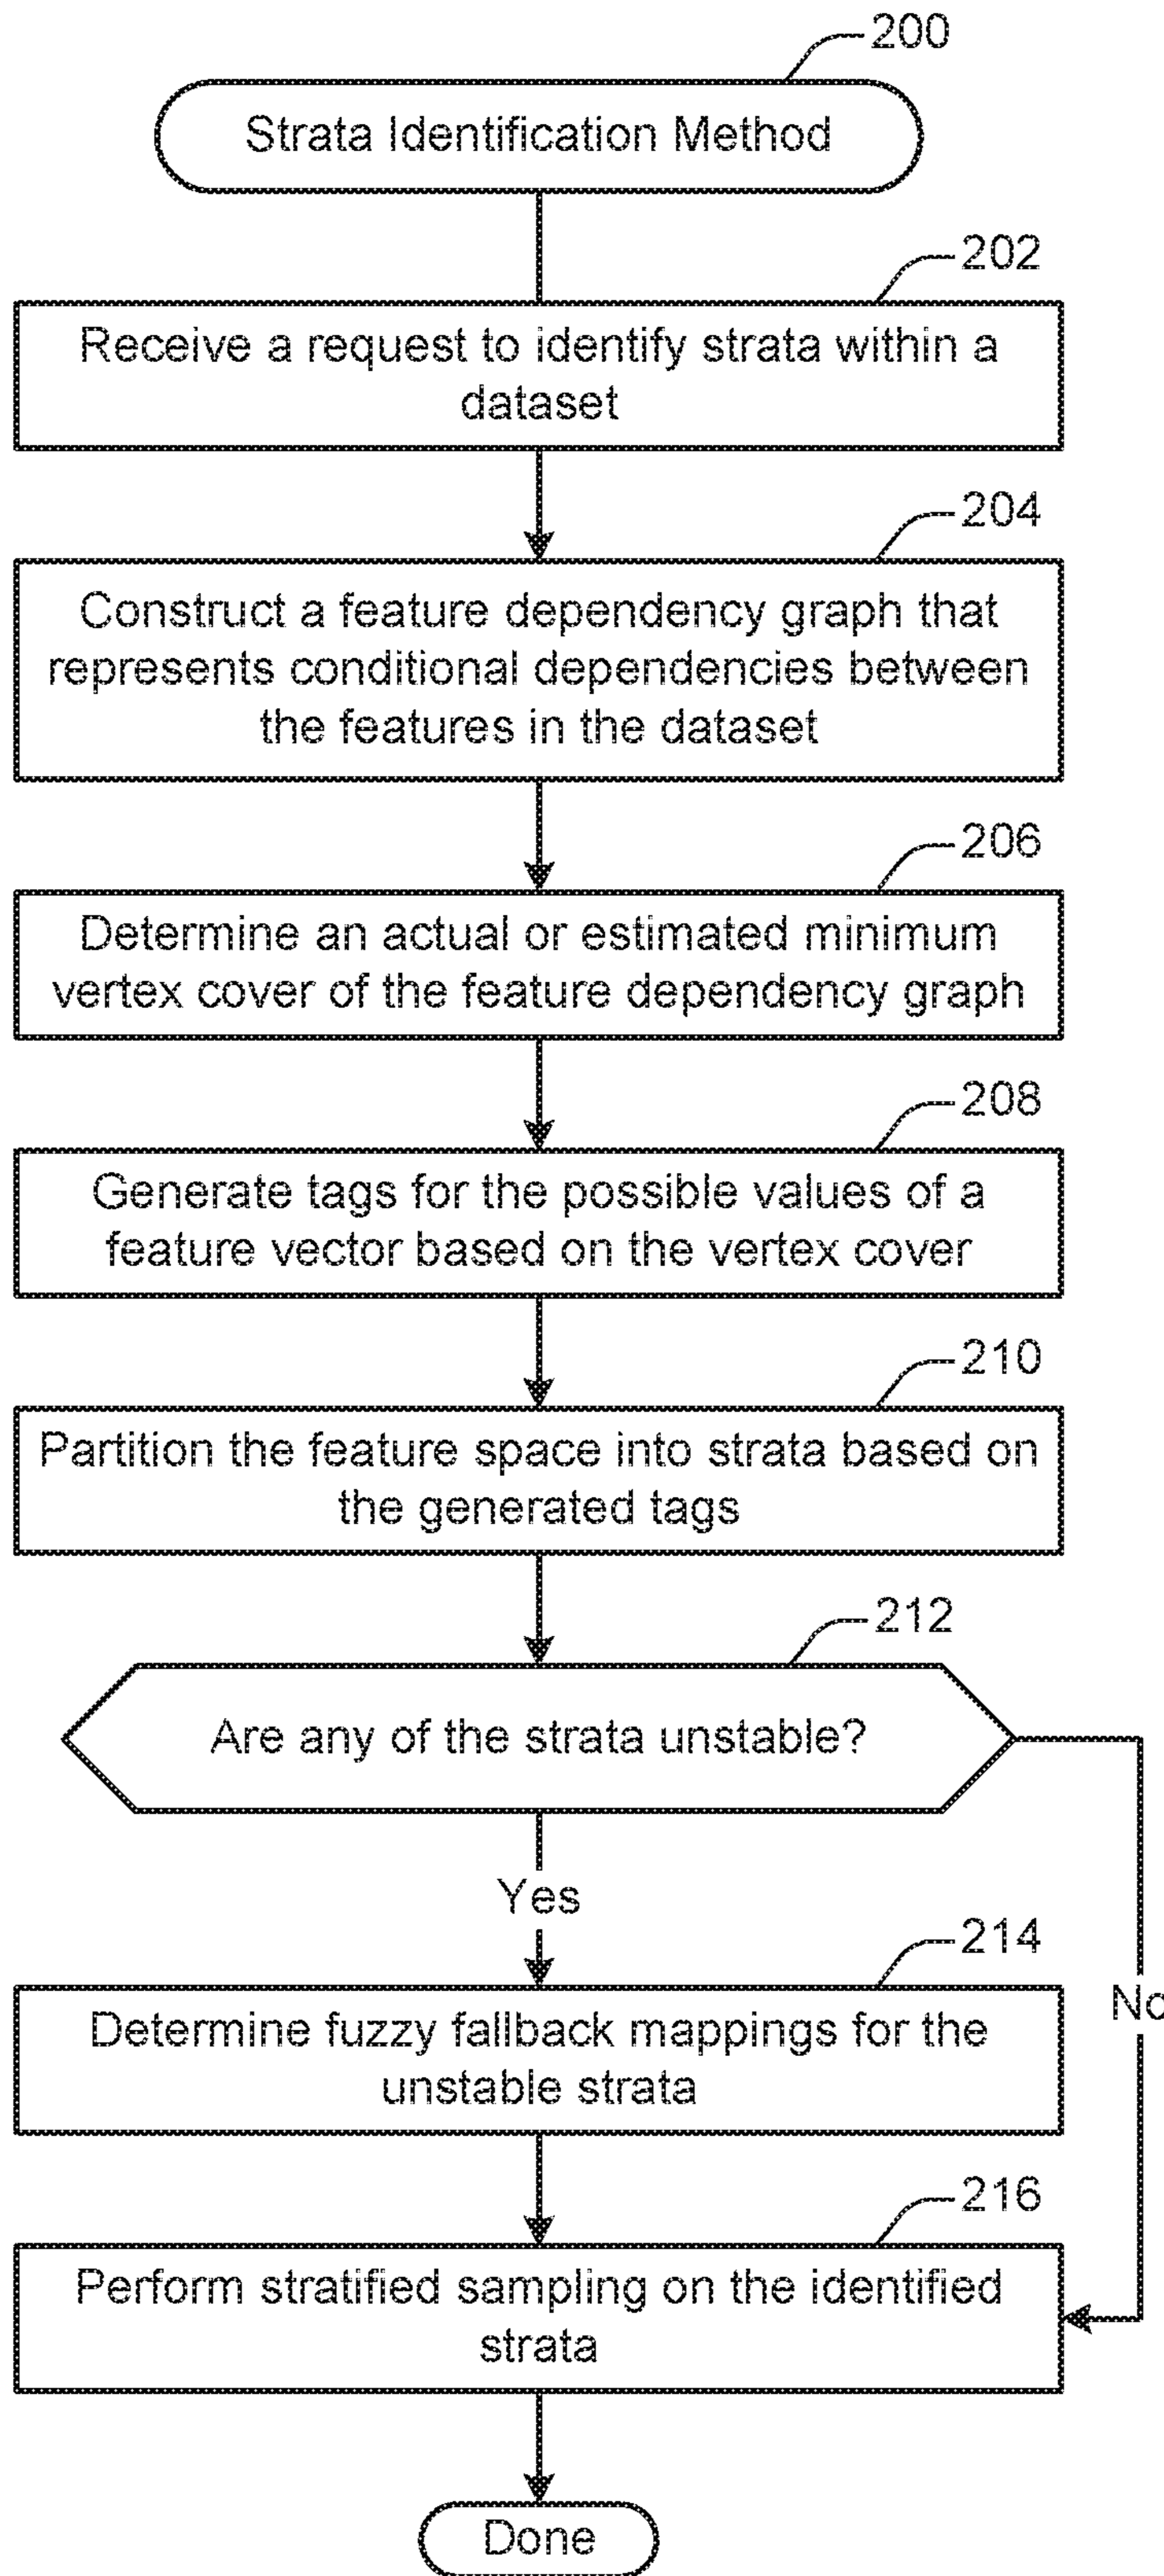 200
Strata Identification Method
202
Receive a request to identify strata within a
dataset
204
Construct a feature dependency graph that
represents conditional dependencies between
the features in the dataset
206
Determine an actual or estimated minimum
vertex cover of the feature dependency graph
208
Generate tags for the possible values of a
feature vector based on the vertex cover
210
Partition the feature space into strata based on
the generated tags
212
Are any of the strata unstable?
Yes
214
No
Determine fuzzy fallback mappings for the
unstable strata
216
Perform stratified sampling on the identified
strata
Done